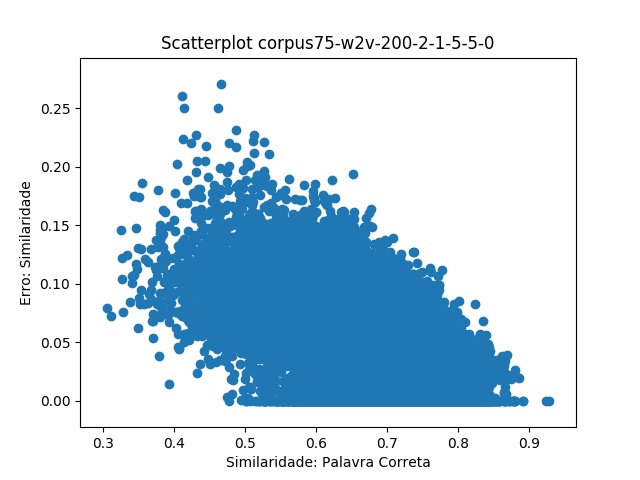 Scatterplot corpus75-w2v-200-2-1-5-5-0
Erro: Similaridade
0.25
0.20
0.15
0.10
0.05
0.00
0.3 0.4 0.5 0.6 0.7 0.8 0.9
Similaridade: Palavra Correta